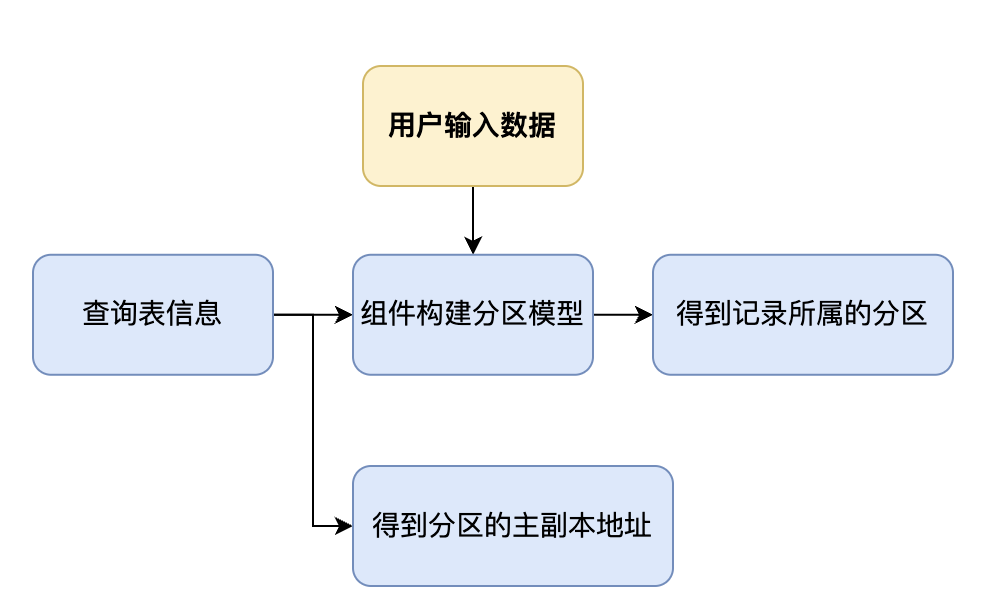 用户输入数据
查询表信息
组件构建分区模型
得到记录所属的分区
得到分区的主副本地址